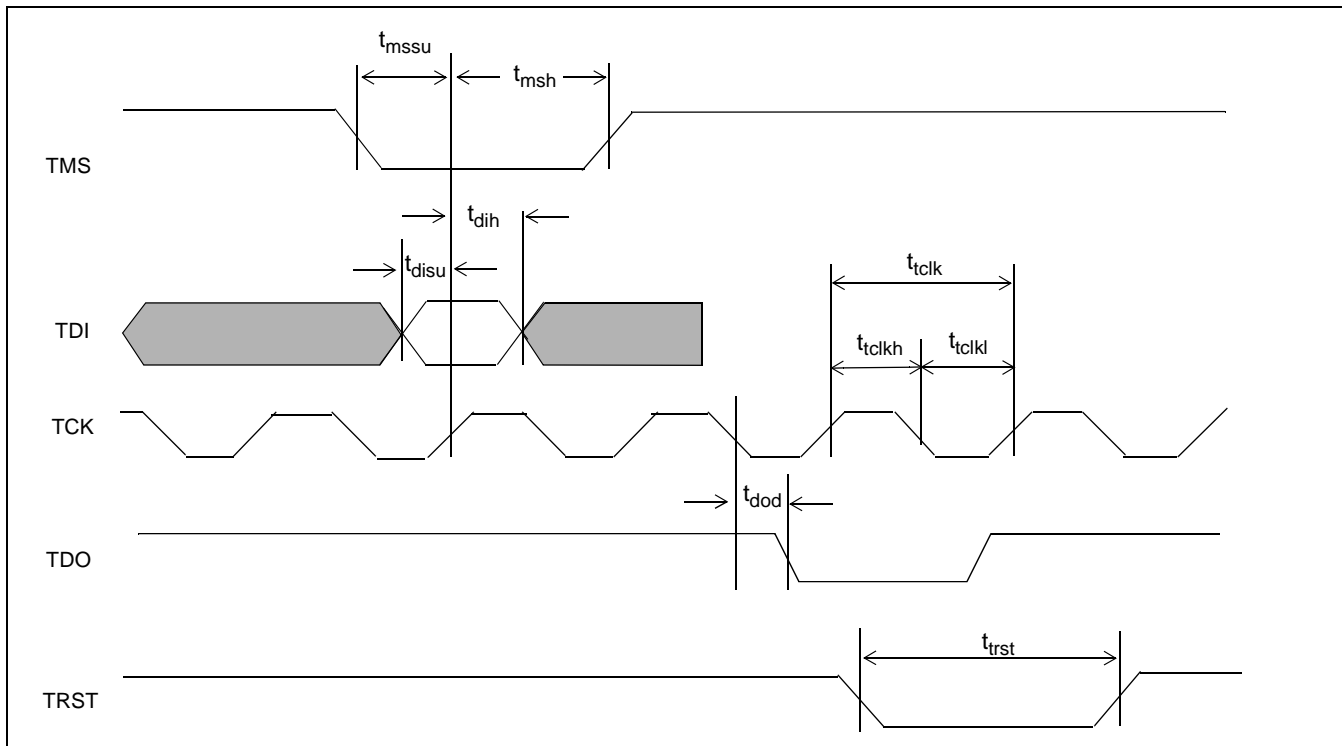 tmssu
tmsh
TMS
tdih
tdisu
ttclk
TDI
ttclkh
ttclkl
TCK
tdod
TDO
ttrst
TRST